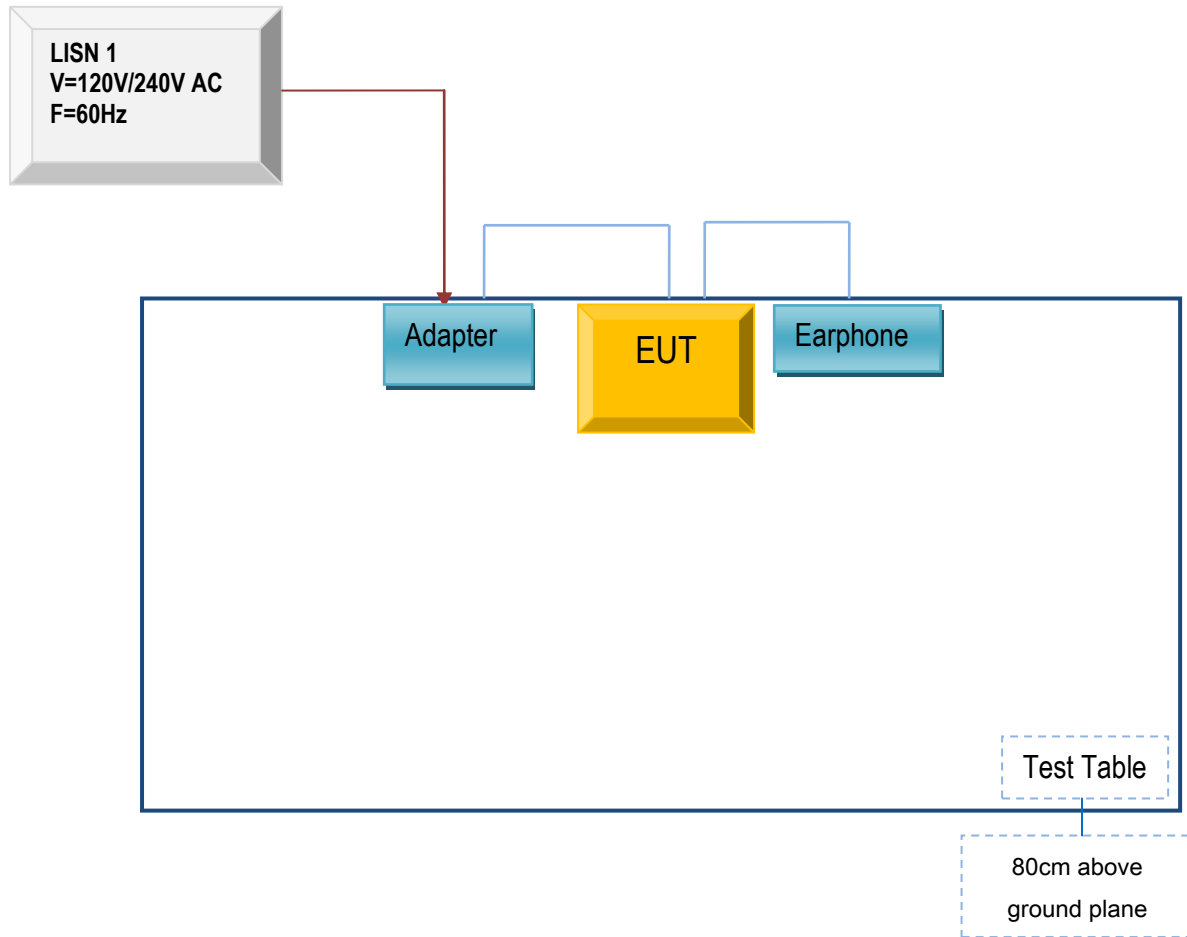 LISN 1
V=120V/240V AC
F=60Hz
Adapter
EUT
Earphone
Test Table
80cm above
ground plane